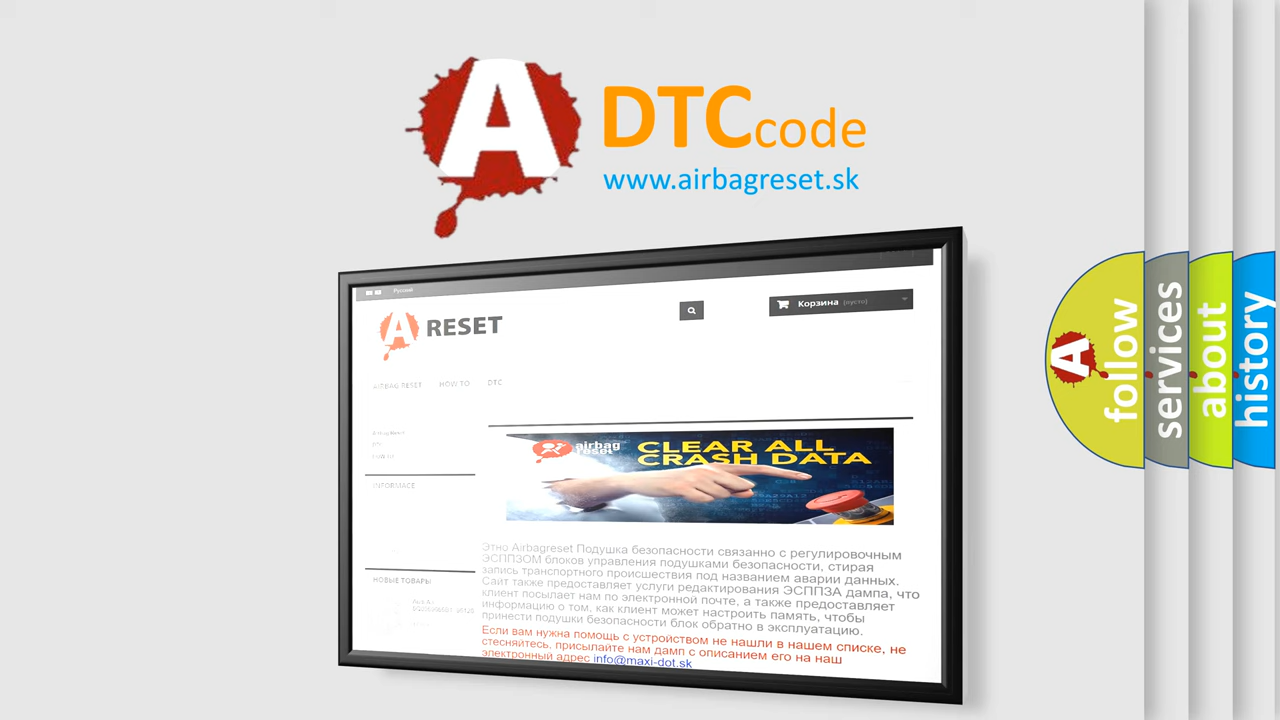 A
DTCcode
www.airbagreset.sk
Русский
A RESET
Корзина (пусто)
AIRBAG RESET HOW TO DTC
Airbag Reset
DTC
INFORMACE
airbag
reset
CLEAR ALL
CRASH DATA
Этно Airbagreset Подушка безопасности связанно с регулировочным
ЭСППЗОМ блоков управления подушками безопасности, стирая
запись транспортного происшествия под названием аварии данных.
Сайт также предоставляет услуги редактирования ЭСППЗА дампа, что
клиент посылает нам по электронной почте, а также предоставляет
информацию о том, как клиент может настроить память, чтобы
принести подушки безопасности блок обратно в эксплуатацию.
Если вам нужна помощь с устройством не нашли в нашем списке, не
стесняйтесь, присылайте нам дамп с описанием его на наш
электронный адрес info@maxi-dot.sk
НОВЫЕ ТОВАРЫ
A
follow
services
about
history